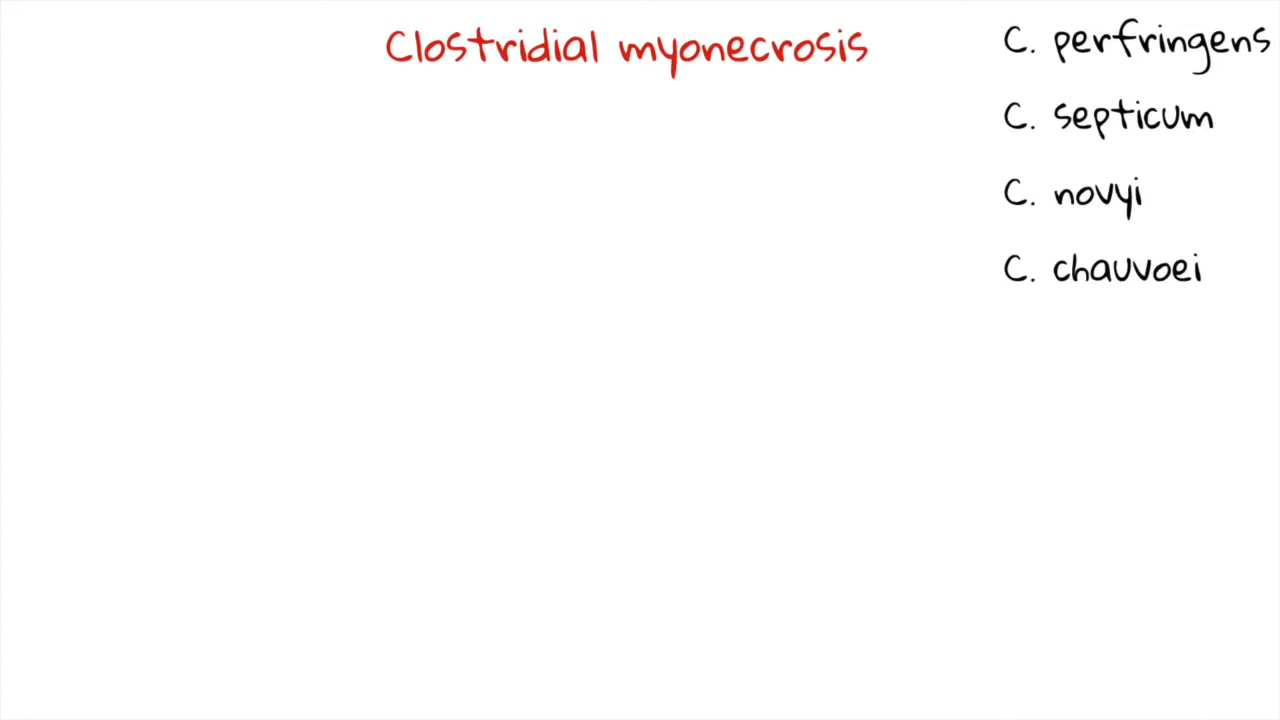 Clostridial myonecrosis
C. perfringens
C. septicum
C. novyi
C. chauvoei